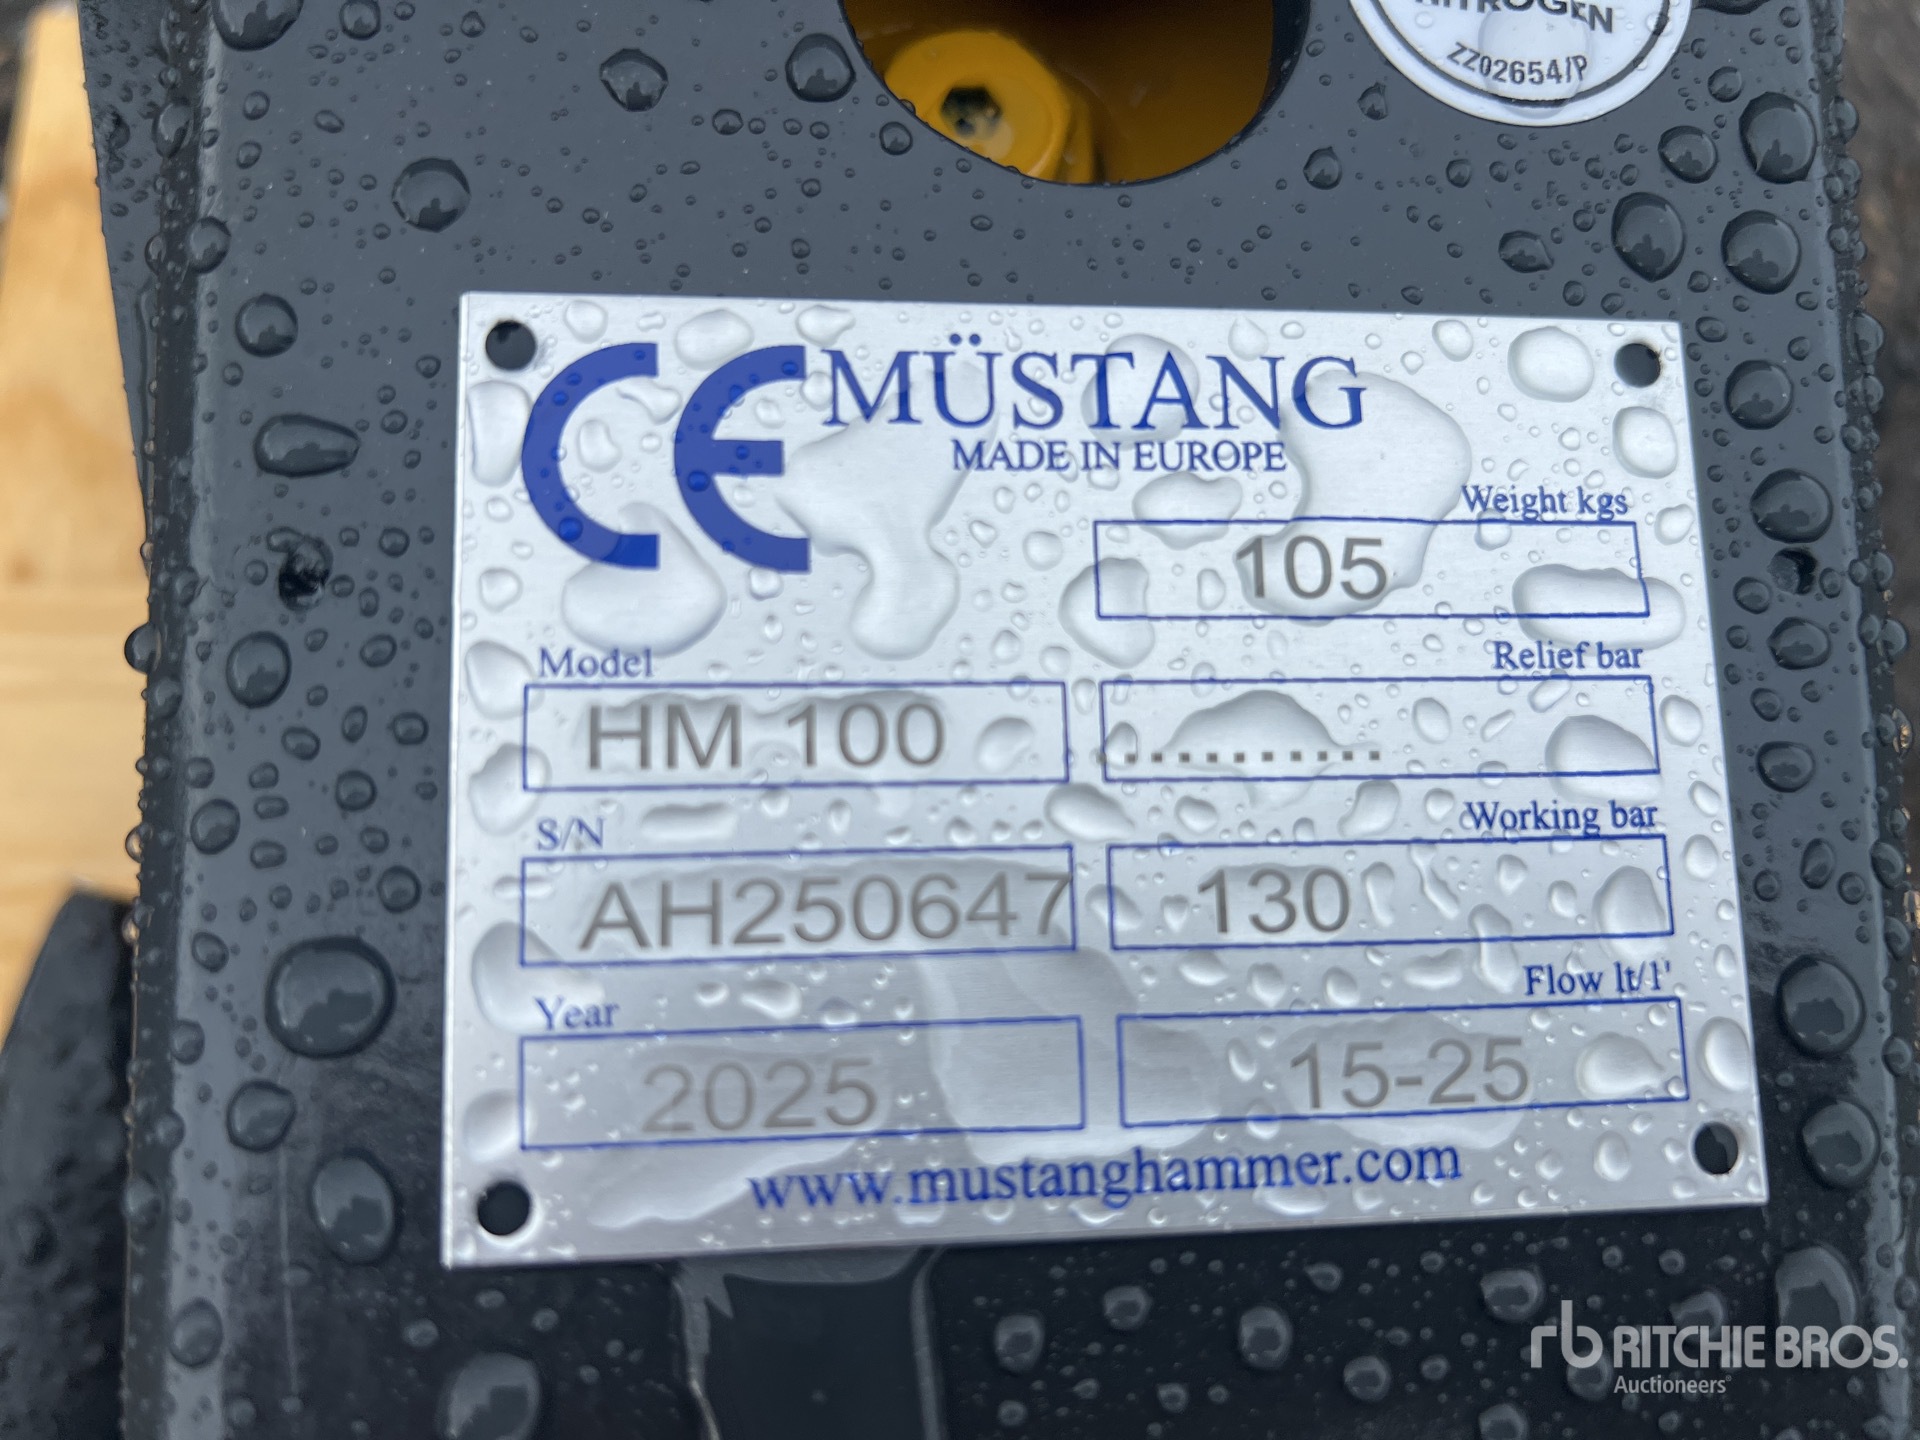 NITROGEN
ZZ02654/P
CE MÜSTANG
MADE IN EUROPE
Weight kgs
105
Model
Relief bar
HM 100
...........
S/N
Working bar
AH250647
130
Year
Flow lt/1'
2025
15-25
www.mustanghammer.com
rb RITCHIE BROS.
Auctioneers